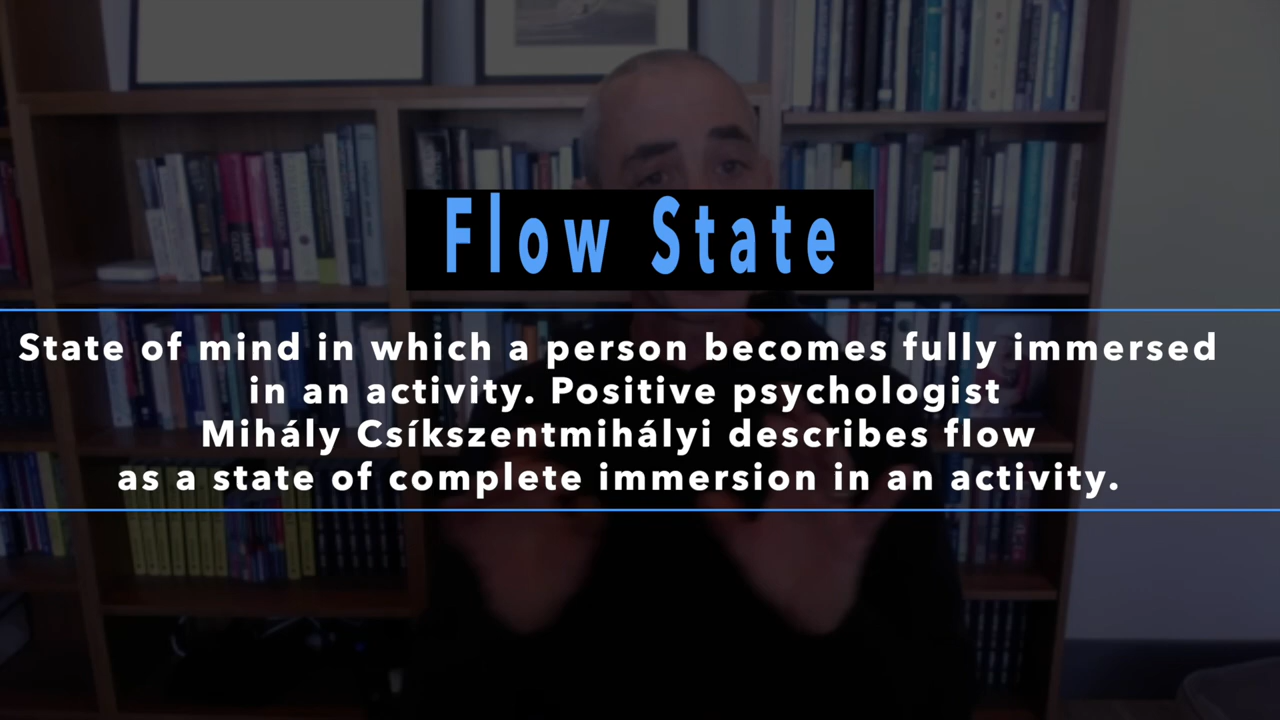 Flow State
State of mind in which a person becomes fully immersed
in an activity. Positive psychologist
Mihály Csíkszentmihályi describes flow
as a state of complete immersion in an activity.